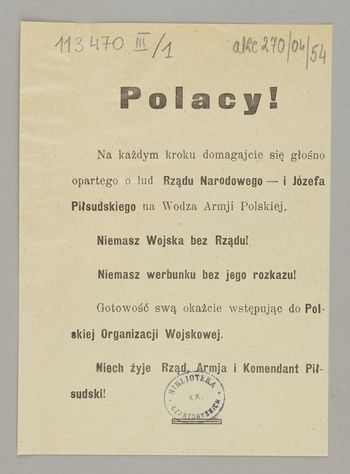 113470 III/1
akc 270/04/54
Polacy!
Na każdym kroku domagajcie się głośno
opartego o lud Rządu Narodowego — i Józefa
Piłsudskiego na Wodza Armji Polskiej.
Niemasz Wojska bez Rządu!
Niemasz werbunku bez jego rozkazu!
Gotowość swą okażcie wstępując do Pol-
skiej Organizacji Wojskowej.
Niech żyje Rząd, Armja i Komendant Pił-
sudski!
BIBLIOTEKA
XX.
CZARTORYSKICH